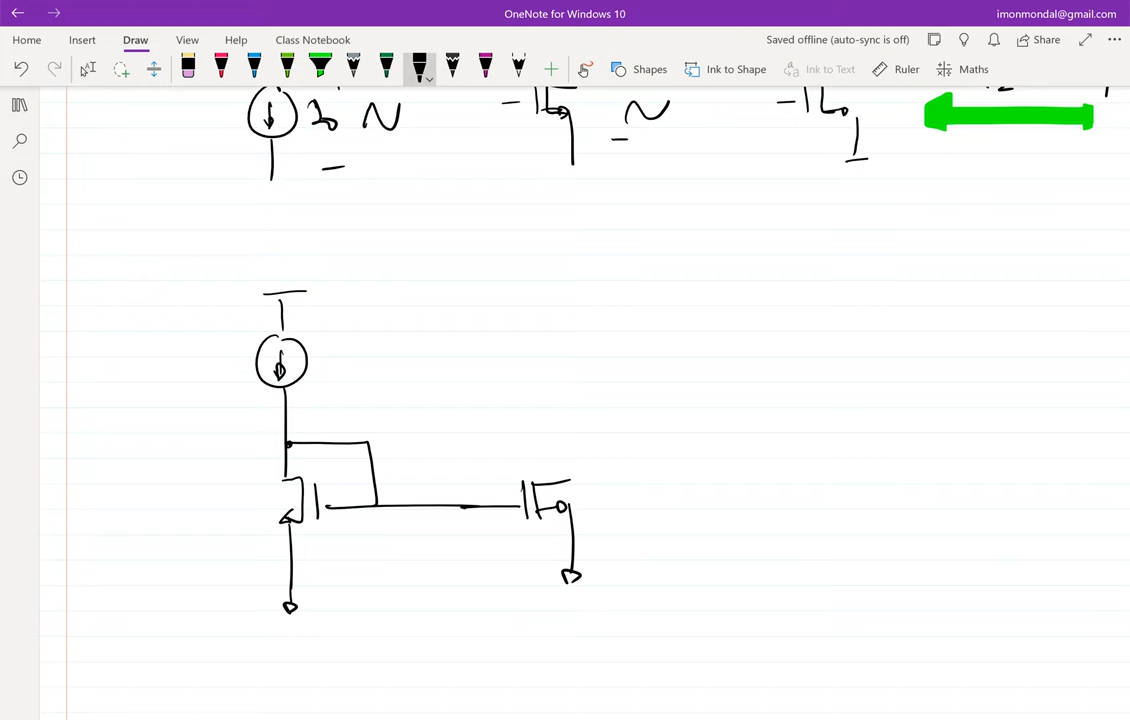 OneNote for Windows 10
imonmondal@gmail.com
Home Insert Draw View Help Class Notebook
Saved offline (auto-sync is off)
Share
Shapes
Ink to Shape
Ink to Text
Ruler
Maths